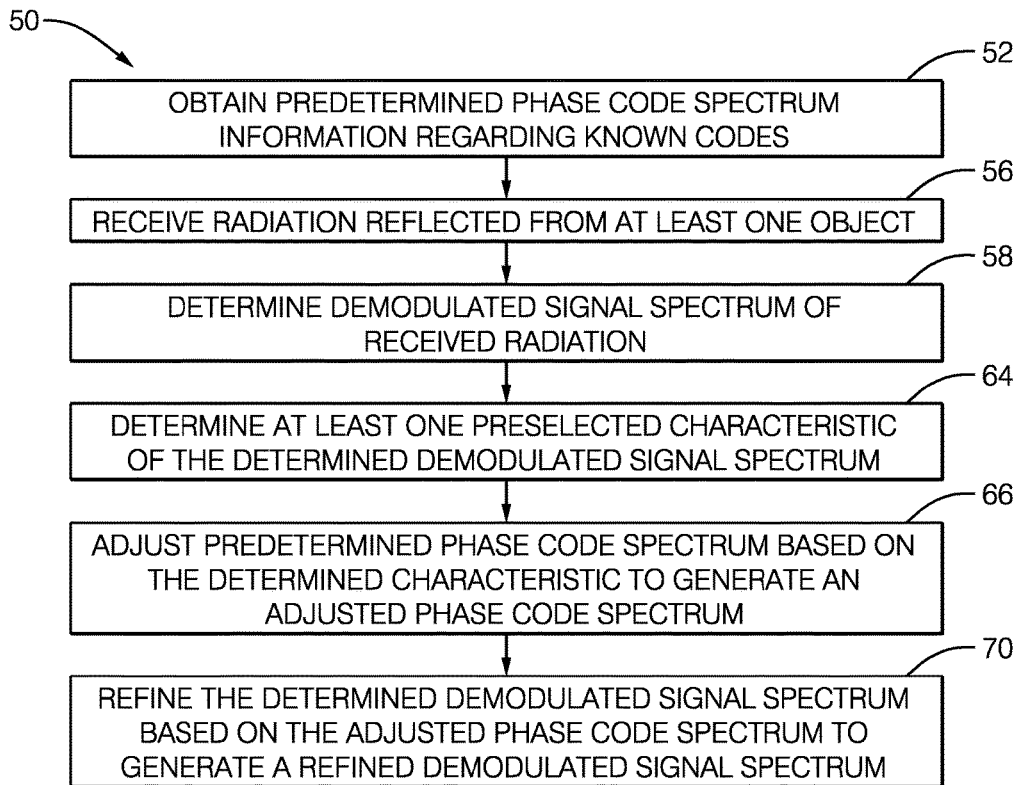 50
52
OBTAIN PREDETERMINED PHASE CODE SPECTRUM
INFORMATION REGARDING KNOWN CODES
56
RECEIVE RADIATION REFLECTED FROM AT LEAST ONE OBJECT
58
DETERMINE DEMODULATED SIGNAL SPECTRUM OF
RECEIVED RADIATION
64
DETERMINE AT LEAST ONE PRESELECTED CHARACTERISTIC
OF THE DETERMINED DEMODULATED SIGNAL SPECTRUM
66
ADJUST PREDETERMINED PHASE CODE SPECTRUM BASED ON
THE DETERMINED CHARACTERISTIC TO GENERATE AN
ADJUSTED PHASE CODE SPECTRUM
70
REFINE THE DETERMINED DEMODULATED SIGNAL SPECTRUM
BASED ON THE ADJUSTED PHASE CODE SPECTRUM TO
GENERATE A REFINED DEMODULATED SIGNAL SPECTRUM